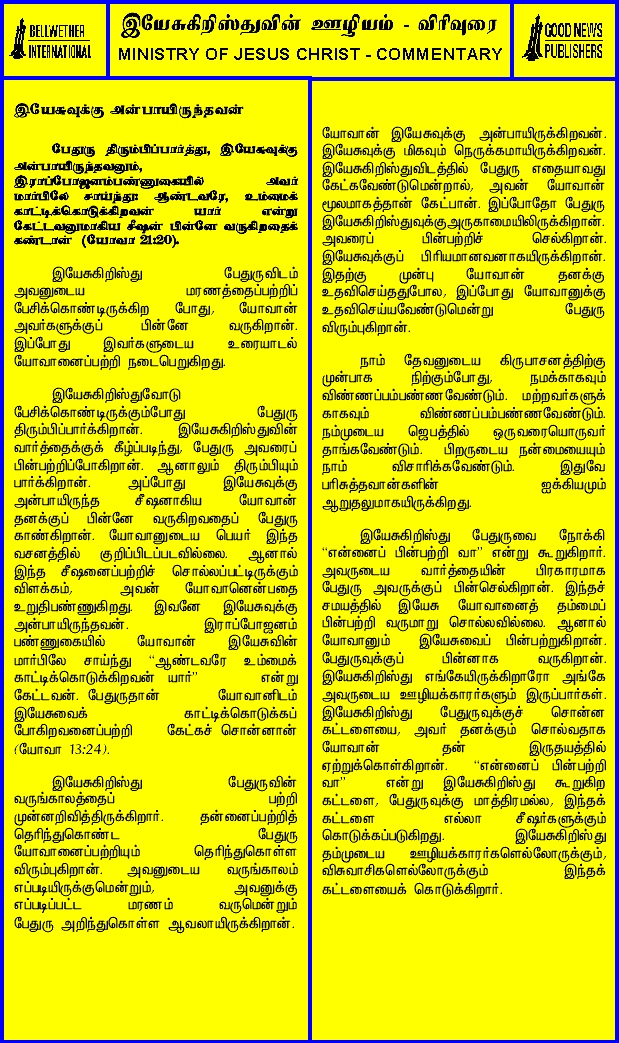 BELLWETHER
INTERNATIONAL
இயேசுகிறிஸ்துவின் ஊழியம் - விரிவுரை
MINISTRY OF JESUS CHRIST - COMMENTARY
GOOD NEWS
PUBLISHERS
இயேசுவுக்கு அன்பாயிருந்தவன்
பேதுரு திரும்பிப்பார்த்து, இயேசுவுக்கு
அன்பாயிருந்தவனும்,
இராப்போஜனம்பண்ணுகையில் அவர்
மார்பிலே சாய்ந்து: ஆண்டவரே, உம்மைக்
காட்டிக்கொடுக்கிறவன் யார் என்று
கேட்டவனுமாகிய சீஷன் பின்னே வருகிறதைக்
கண்டான் (யோவா 21:20).
இயேசுகிறிஸ்து பேதுருவிடம்
அவனுடைய மரணத்தைப்பற்றிப்
பேசிக்கொண்டிருக்கிற போது, யோவான்
அவர்களுக்குப் பின்னே வருகிறான்.
இப்போது இவர்களுடைய உரையாடல்
யோவானைப்பற்றி நடைபெறுகிறது.
இயேசுகிறிஸ்துவோடு
பேசிக்கொண்டிருக்கும்போது பேதுரு
திரும்பிப்பார்க்கிறான். இயேசுகிறிஸ்துவின்
வார்த்தைக்குக் கீழ்ப்படிந்து, பேதுரு அவரைப்
பின்பற்றிப்போகிறான். ஆனாலும் திரும்பியும்
பார்க்கிறான். அப்போது இயேசுவுக்கு
அன்பாயிருந்த சீஷனாகிய யோவான்
தனக்குப் பின்னே வருகிறவதைப் பேதுரு
காண்கிறான். யோவானுடைய பெயர் இந்த
வசனத்தில் குறிப்பிடப்படவில்லை. ஆனால்
இந்த சீஷனைப்பற்றிச் சொல்லப்பட்டிருக்கும்
விளக்கம், அவன் யோவானென்பதை
உறுதிபண்ணுகிறது. இவனே இயேசுவுக்கு
அன்பாயிருந்தவன். இராப்போஜனம்
பண்ணுகையில் யோவான் இயேசுவின்
மார்பிலே சாய்ந்து "ஆண்டவரே உம்மைக்
காட்டிக்கொடுக்கிறவன் யார்" என்று
கேட்டவன். பேதுருதான் யோவானிடம்
இயேசுவைக் காட்டிக்கொடுக்கப்
போகிறவனைப்பற்றி கேட்கச் சொன்னான்
(யோவா 13:24).
இயேசுகிறிஸ்து பேதுருவின்
வருங்காலத்தைப் பற்றி
முன்னறிவித்திருக்கிறார். தன்னைப்பற்றித்
தெரிந்துகொண்ட பேதுரு
யோவானைப்பற்றியும் தெரிந்துகொள்ள
விரும்புகிறான். அவனுடைய வருங்காலம்
எப்படியிருக்குமென்றும், அவனுக்கு
எப்படிப்பட்ட மரணம் வருமென்றும்
பேதுரு அறிந்துகொள்ள ஆவலாயிருக்கிறான்.
யோவான் இயேசுவுக்கு அன்பாயிருக்கிறவன்.
இயேசுவுக்கு மிகவும் நெருக்கமாயிருக்கிறவன்.
இயேசுகிறிஸ்துவிடத்தில் பேதுரு எதையாவது
கேட்கவேண்டுமென்றால், அவன் யோவான்
மூலமாகத்தான் கேட்பான். இப்போதோ பேதுரு
இயேசுகிறிஸ்துவுக்குஅருகாமையிலிருக்கிறான்.
அவரைப் பின்பற்றிச் செல்கிறான்.
இயேசுவுக்குப் பிரியமானவனாகயிருக்கிறான்.
இதற்கு முன்பு யோவான் தனக்கு
உதவிசெய்ததுபோல, இப்போது யோவானுக்கு
உதவிசெய்யவேண்டுமென்று பேதுரு
விரும்புகிறான்.
நாம் தேவனுடைய கிருபாசனத்திற்கு
முன்பாக நிற்கும்போது, நமக்காகவும்
விண்ணப்பம்பண்ணவேண்டும். மற்றவர்களுக்
காகவும் விண்ணப்பம்பண்ணவேண்டும்.
நம்முடைய ஜெபத்தில் ஒருவரையொருவர்
தாங்கவேண்டும். பிறருடைய நன்மையையும்
நாம் விசாரிக்கவேண்டும். இதுவே
பரிசுத்தவான்களின் ஐக்கியமும்
ஆறுதலுமாகயிருக்கிறது.
இயேசுகிறிஸ்து பேதுருவை நோக்கி
"என்னைப் பின்பற்றி வா" என்று கூறுகிறார்.
அவருடைய வார்த்தையின் பிரகாரமாக
பேதுரு அவருக்குப் பின்செல்கிறான். இந்தச்
சமயத்தில் இயேசு யோவானைத் தம்மைப்
பின்பற்றி வருமாறு சொல்லவில்லை. ஆனால்
யோவானும் இயேசுவைப் பின்பற்றுகிறான்.
பேதுருவுக்குப் பின்னாக வருகிறான்.
இயேசுகிறிஸ்து எங்கேயிருக்கிறாரோ அங்கே
அவருடைய ஊழியக்காரர்களும் இருப்பார்கள்.
இயேசுகிறிஸ்து பேதுருவுக்குச் சொன்ன
கட்டளையை, அவர் தனக்கும் சொல்வதாக
யோவான் தன் இருதயத்தில்
ஏற்றுக்கொள்கிறான். "என்னைப் பின்பற்றி
வா" என்று இயேசுகிறிஸ்து கூறுகிற
கட்டளை, பேதுருவுக்கு மாத்திரமல்ல, இந்தக்
கட்டளை எல்லா சீஷர்களுக்கும்
கொடுக்கப்படுகிறது. இயேசுகிறிஸ்து
தம்முடைய ஊழியக்காரர்களெல்லோருக்கும்,
விசுவாசிகளெல்லோருக்கும் இந்தக்
கட்டளையைக் கொடுக்கிறார்.